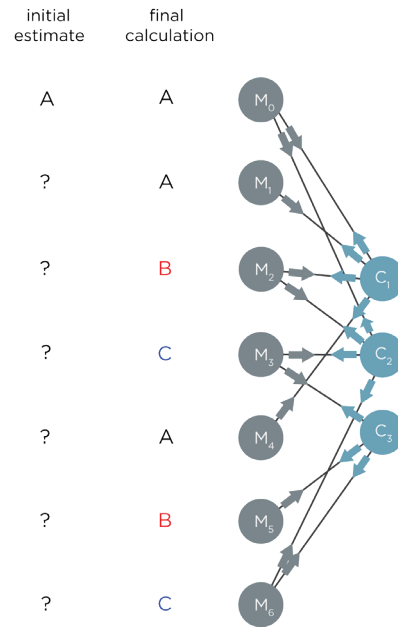 initial estimate
final calculation
A A M0
? A M1
? B M2
C1
? C M3
C2
? A M4
C3
? B M5
? C M6